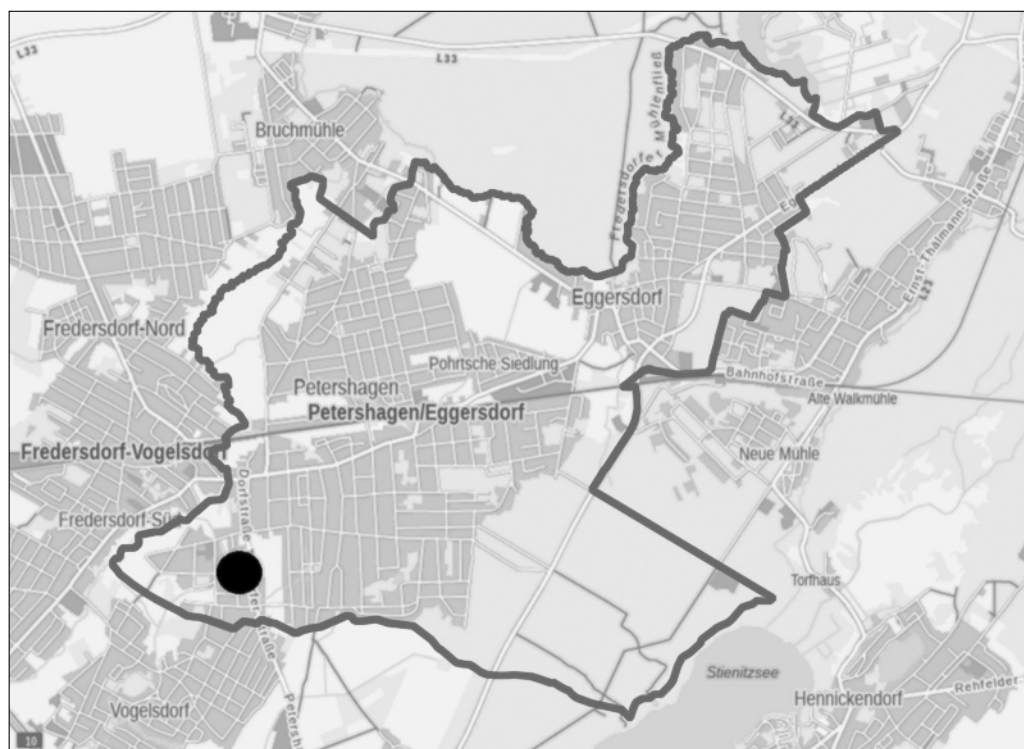 L33
L33
Fredersdorfer Mühlenfließ
Bruchmühle
L33
Ernst-Thälmann-Straße
L23
Eggersdorf
Fredersdorf-Nord
Pohrtsche Siedlung
Bahnhofstraße
Petershagen
Alte Walkmühle
Petershagen/Eggersdorf
Fredersdorf-Vogelsdorf
Neue Mühle
Dorfstraße
Fredersdorf-Süd
Torfhaus
Stienitzsee
Hennickendorf
Rehfelder
Vogelsdorf
10